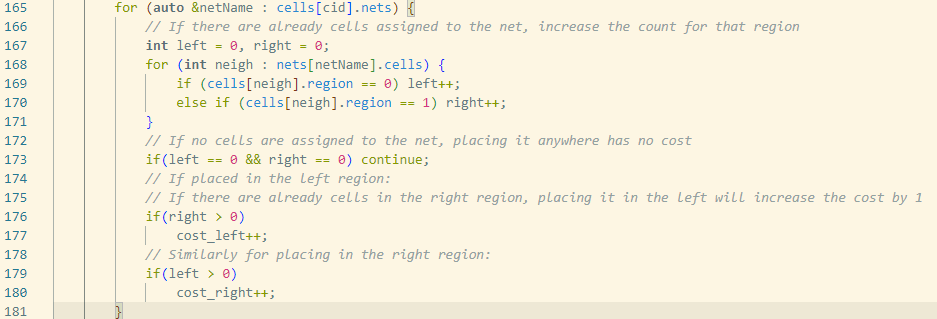 165 for (auto &netName : cells[cid].nets) {
166 // If there are already cells assigned to the net, increase the count for that region
167 int left = 0, right = 0;
168 for (int neigh : nets[netName].cells) {
169 if (cells[neigh].region == 0) left++;
170 else if (cells[neigh].region == 1) right++;
171 }
172 // If no cells are assigned to the net, placing it anywhere has no cost
173 if(left == 0 && right == 0) continue;
174 // If placed in the left region:
175 // If there are already cells in the right region, placing it in the left will increase the cost by 1
176 if(right > 0)
177 cost_left++;
178 // Similarly for placing in the right region:
179 if(left > 0)
180 cost_right++;
181 }